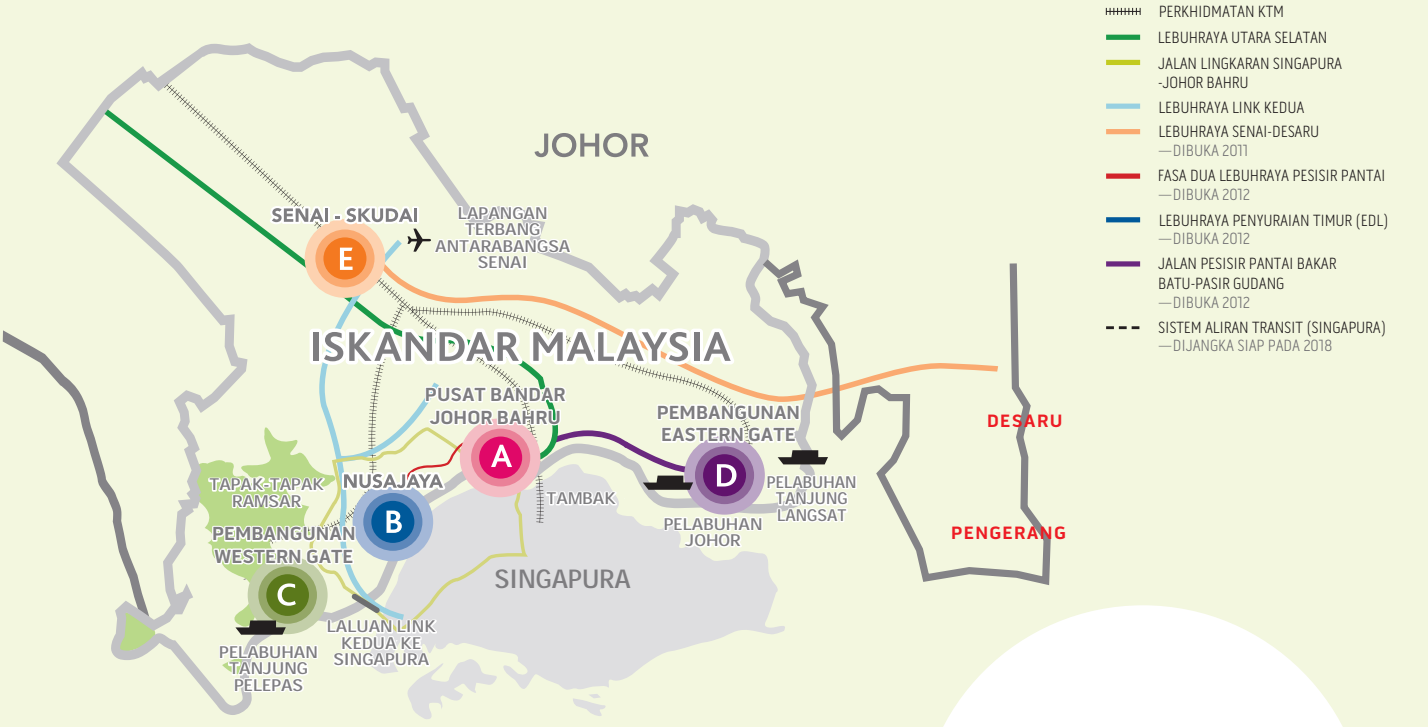 PERKHIDMATAN KTM
LEBUHRAYA UTARA SELATAN
JALAN LINGKARAN SINGAPURA
-JOHOR BAHRU
LEBUHRAYA LINK KEDUA
LEBUHRAYA SENAI-DESARU
—DIBUKA 2011
FASA DUA LEBUHRAYA PESISIR PANTAI
—DIBUKA 2012
LEBUHRAYA PENYURAIAN TIMUR (EDL)
—DIBUKA 2012
JALAN PESISIR PANTAI BAKAR
BATU-PASIR GUDANG
—DIBUKA 2012
SISTEM ALIRAN TRANSIT (SINGAPURA)
—DIJANGKA SIAP PADA 2018
JOHOR
SENAI - SKUDAI
E
LAPANGAN
TERBANG
ANTARABANGSA
SENAI
ISKANDAR MALAYSIA
PUSAT BANDAR
JOHOR BAHRU
A
PEMBANGUNAN
EASTERN GATE
D
DESARU
TAPAK-TAPAK
RAMSAR
NUSAJAYA
B
TAMBAK
PELABUHAN
TANJUNG
LANGSAT
PELABUHAN
JOHOR
PENGERANG
PEMBANGUNAN
WESTERN GATE
C
SINGAPURA
LALUAN LINK
KEDUA KE
SINGAPURA
PELABUHAN
TANJUNG
PELEPAS